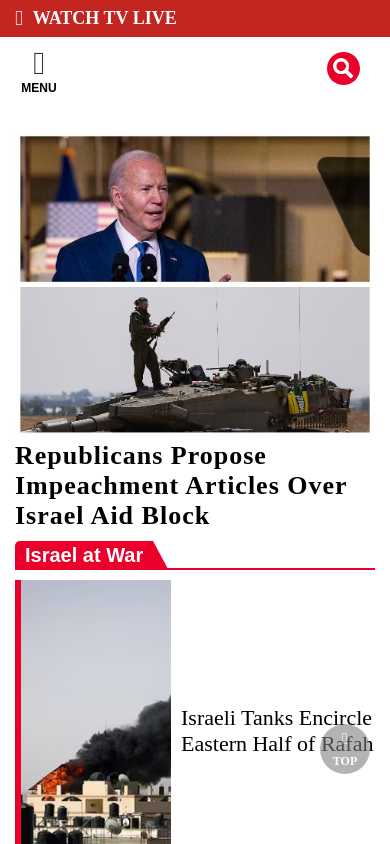 WATCH TV LIVE
MENU
Republicans Propose
Impeachment Articles Over
Israel Aid Block
Israel at War
Israeli Tanks Encircle
Eastern Half of Rafah
TOP